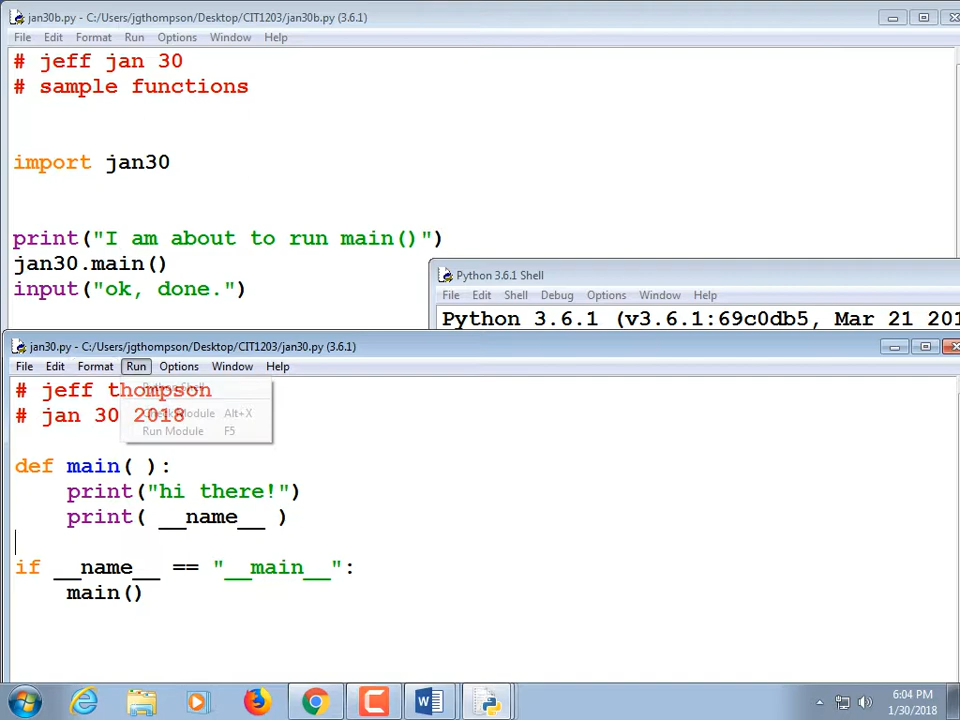 jan30b.py - C:/Users/jgthompson/Desktop/CIT1203/jan30b.py (3.6.1)
File Edit Format Run Options Window Help
# jeff jan 30
# sample functions
import jan30
print("I am about to run main()")
jan30.main()
input("ok, done.")
Python 3.6.1 Shell
File Edit Shell Debug Options Window Help
Python 3.6.1 (v3.6.1:69c0db5, Mar 21 201
jan30.py - C:/Users/jgthompson/Desktop/CIT1203/jan30.py (3.6.1)
File Edit Format Run Options Window Help
# jeff thompson
Python Shell
# jan 30 2018
Check Module Alt+X
Run Module F5
def main( ):
print("hi there!")
print( __name__ )
if __name__ == "__main__":
main()
6:04 PM
1/30/2018